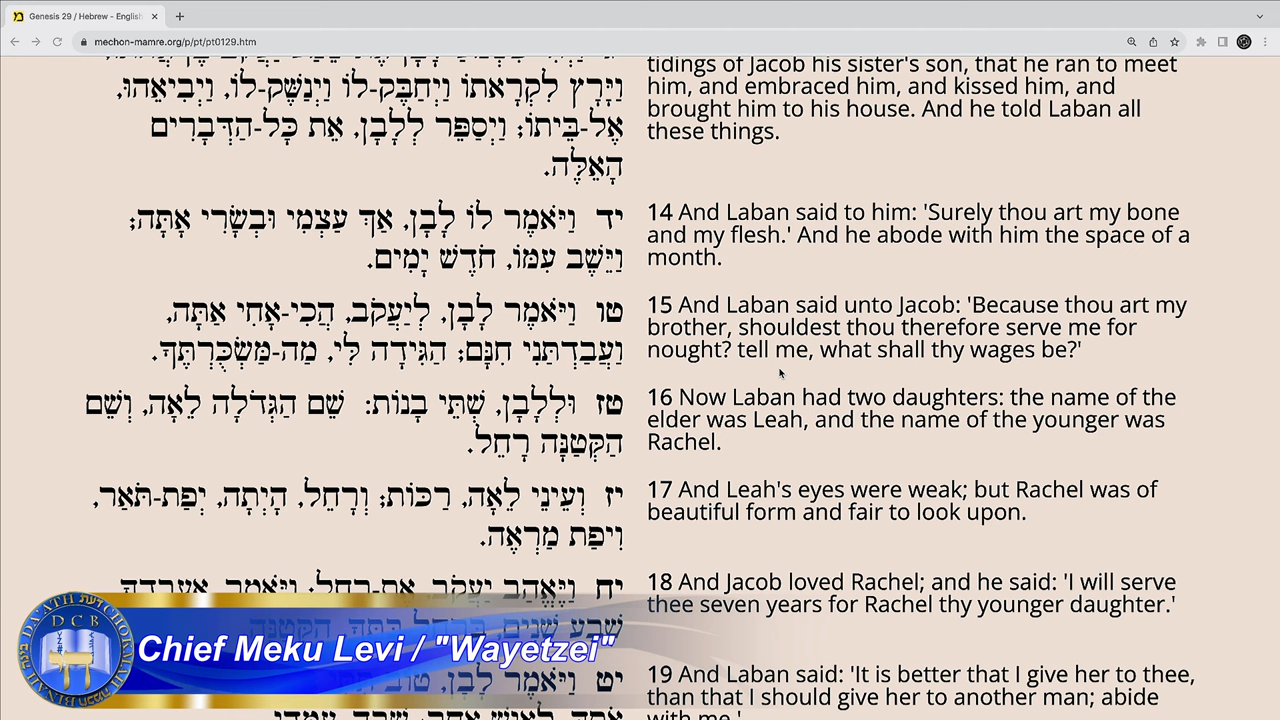 Genesis 29 / Hebrew - English
mechon-mamre.org/p/pt/pt0129.htm
וַיָּרָץ לִקְרָאתוֹ וַיְחַבֶּק-לוֹ וַיְנַשֶּׁק-לוֹ, וַיְבִיאֵהוּ,
אֶל-בֵּיתוֹ; וַיְסַפֵּר לְלָבָן, אֵת כָּל-הַדְּבָרִים
הָאֵלֶּה.
יד וַיֹּאמֶר לוֹ לָבָן, אַךְ עַצְמִי וּבְשָׂרִי אָתָּה;
וַיֵּשֶׁב עִמּוֹ, חֹדֶשׁ יָמִים.
טו וַיֹּאמֶר לָבָן, לְיַעֲקֹב, הֲכִי-אָחִי אַתָּה,
וַעֲבַדְתַּנִי חִנָּם; הַגִּידָה לִּי, מַה-מַּשְׂכֻּרְתֶּךָ.
טז וּלְלָבָן, שְׁתֵּי בָנוֹת: שֵׁם הַגְּדֹלָה לֵאָה, וְשֵׁם
הַקְּטַנָּה רָחֵל.
יז וְעֵינֵי לֵאָה, רַכּוֹת; וְרָחֵל, הָיְתָה, יְפַת-תֹּאַר,
וִיפַת מַרְאֶה.
יח וַיֶּאֱהַב יַעֲקֹב, אֶת-רָחֵל; וַיֹּאמֶר, אֶעֱבָדְךָ
שֶׁבַע שָׁנִים, בְּרָחֵל בִּתְּךָ, הַקְּטַנָּה
יט וַיֹּאמֶר לָבָן, טוֹב
tidings of Jacob his sister's son, that he ran to meet
him, and embraced him, and kissed him, and
brought him to his house. And he told Laban all
these things.
14 And Laban said to him: 'Surely thou art my bone
and my flesh.' And he abode with him the space of a
month.
15 And Laban said unto Jacob: 'Because thou art my
brother, shouldest thou therefore serve me for
nought? tell me, what shall thy wages be?'
16 Now Laban had two daughters: the name of the
elder was Leah, and the name of the younger was
Rachel.
17 And Leah's eyes were weak; but Rachel was of
beautiful form and fair to look upon.
18 And Jacob loved Rachel; and he said: 'I will serve
thee seven years for Rachel thy younger daughter.'
19 And Laban said: 'It is better that I give her to thee,
than that I should give her to another man; abide
with me.'
DCB
Chief Meku Levi / "Wayetzei"